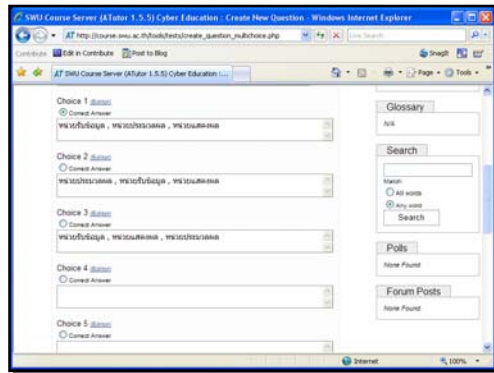 SWU Course Server (ATutor 1.5.5) Cyber Education : Create New Question - Windows Internet Explorer
http://course.swu.ac.th/tools/tests/create_question_multichoice.php
Live Search
Contribute Edit in Contribute Post to Blog
SnagIt
SWU Course Server (ATutor 1.5.5) Cyber Education : ...
Page Tools
Choice 1
Correct Answer
หน่วยรับข้อมูล , หน่วยประมวลผล , หน่วยแสดงผล
Choice 2
Correct Answer
หน่วยประมวลผล , หน่วยรับข้อมูล , หน่วยแสดงผล
Choice 3
Correct Answer
หน่วยรับข้อมูล , หน่วยแสดงผล , หน่วยประมวลผล
Choice 4
Correct Answer
Choice 5
Correct Answer
Glossary
N/A
Search
Match:
All words
Any word
Search
Polls
None Found
Forum Posts
None Found
Internet
100%